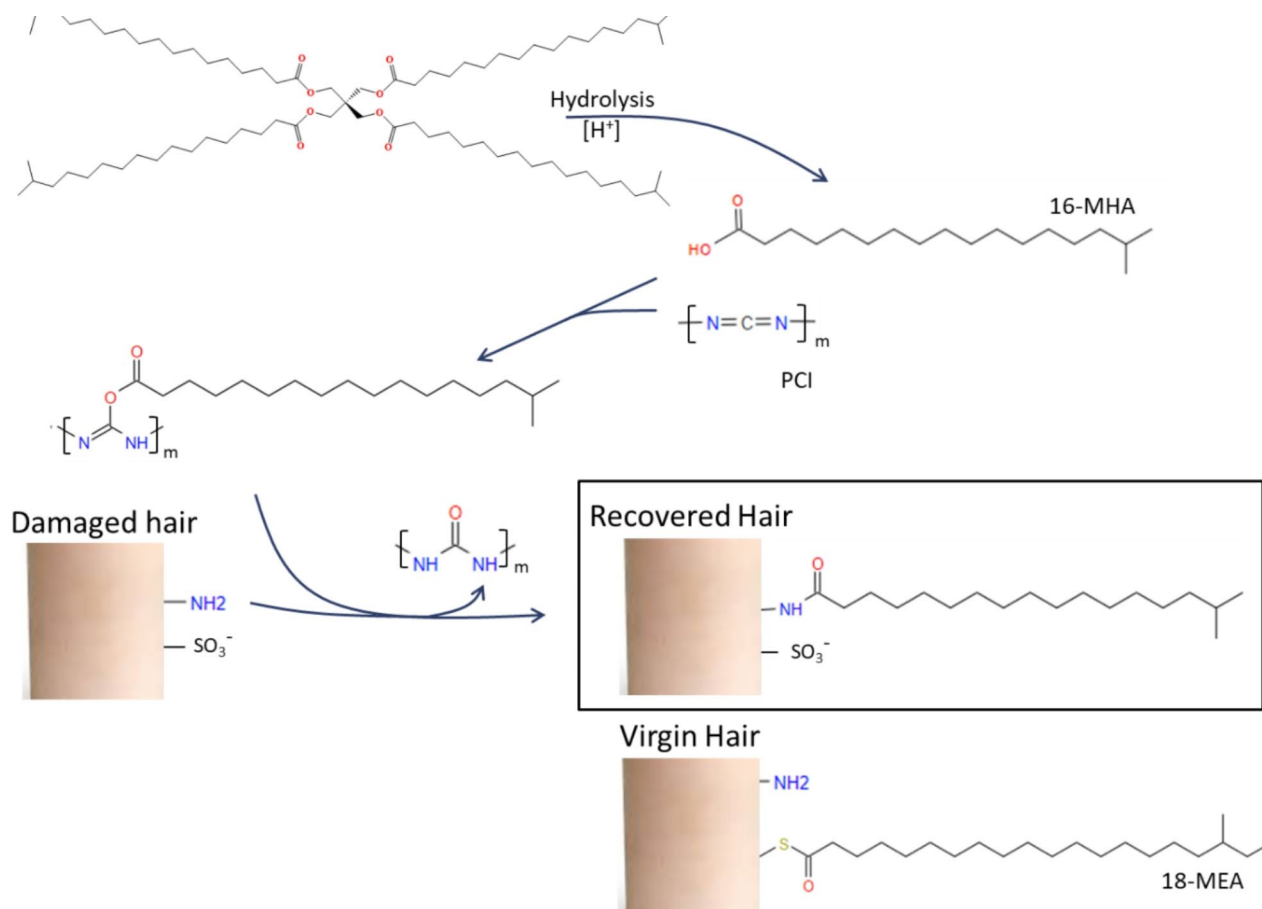 O
O
O
O
O
O
O
O
Hydrolysis
[H+]
O
HO
16-MHA
[N=C=N]m
PCI
O
O
[N NH]m
Damaged hair
NH2
SO3-
O
[NH NH]m
Recovered Hair
O
NH
SO3-
Virgin Hair
NH2
S
O
18-MEA